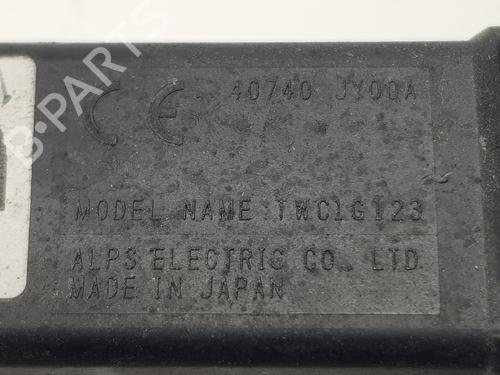 B-PARTS
CE 40740 JY00A
MODEL NAME:TWC1G123
ALPS ELECTRIC CO., LTD.
MADE IN JAPAN